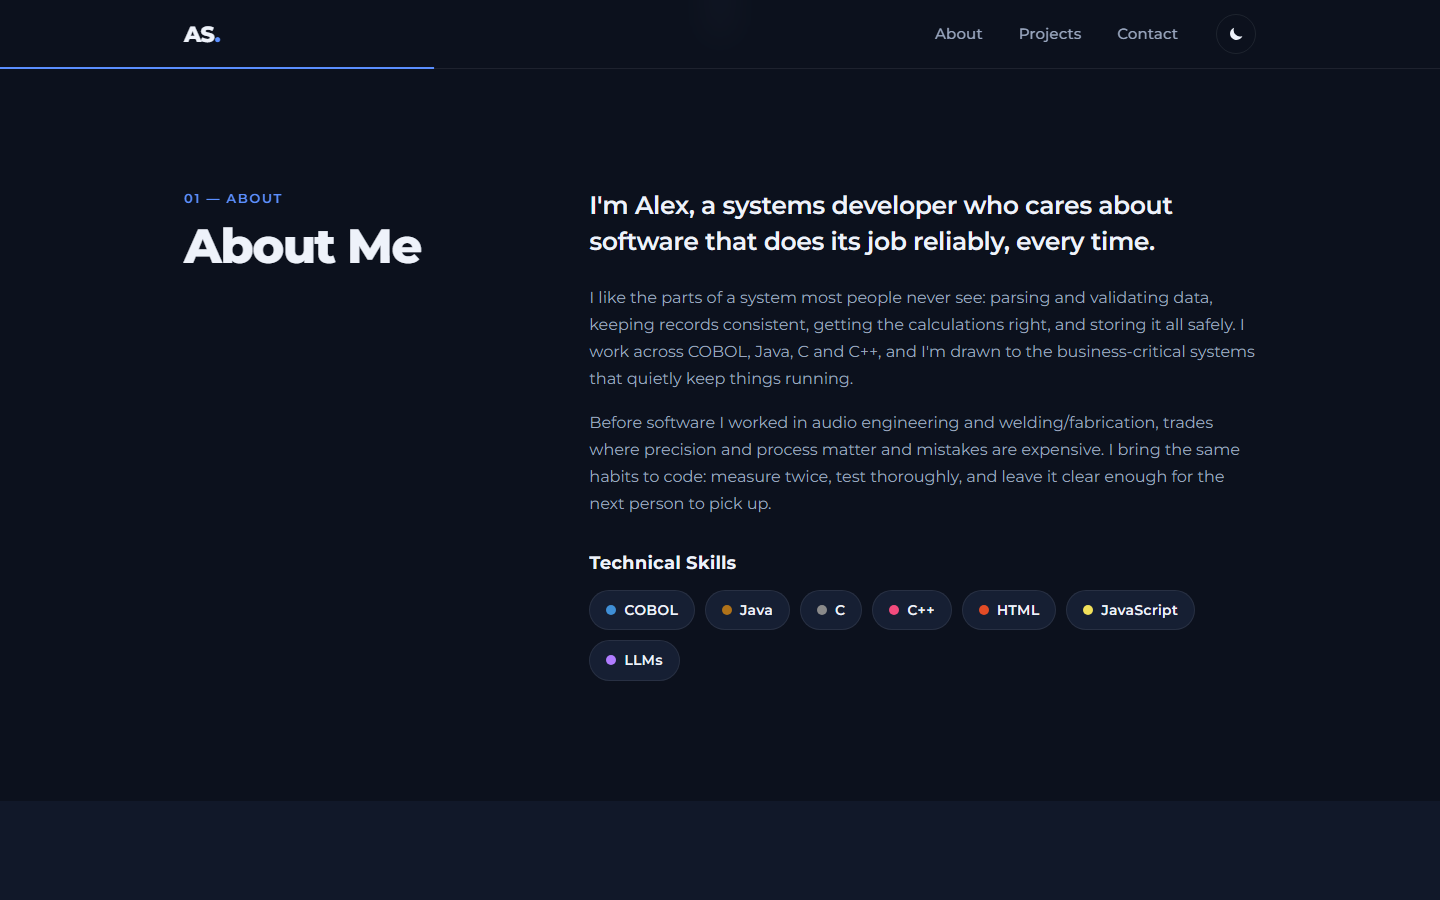 AS.
About
Projects
Contact
01 — ABOUT
About Me
I'm Alex, a systems developer who cares about
software that does its job reliably, every time.
I like the parts of a system most people never see: parsing and validating data,
keeping records consistent, getting the calculations right, and storing it all safely. I
work across COBOL, Java, C and C++, and I'm drawn to the business-critical systems
that quietly keep things running.
Before software I worked in audio engineering and welding/fabrication, trades
where precision and process matter and mistakes are expensive. I bring the same
habits to code: measure twice, test thoroughly, and leave it clear enough for the
next person to pick up.
Technical Skills
COBOL
Java
C
C++
HTML
JavaScript
LLMs